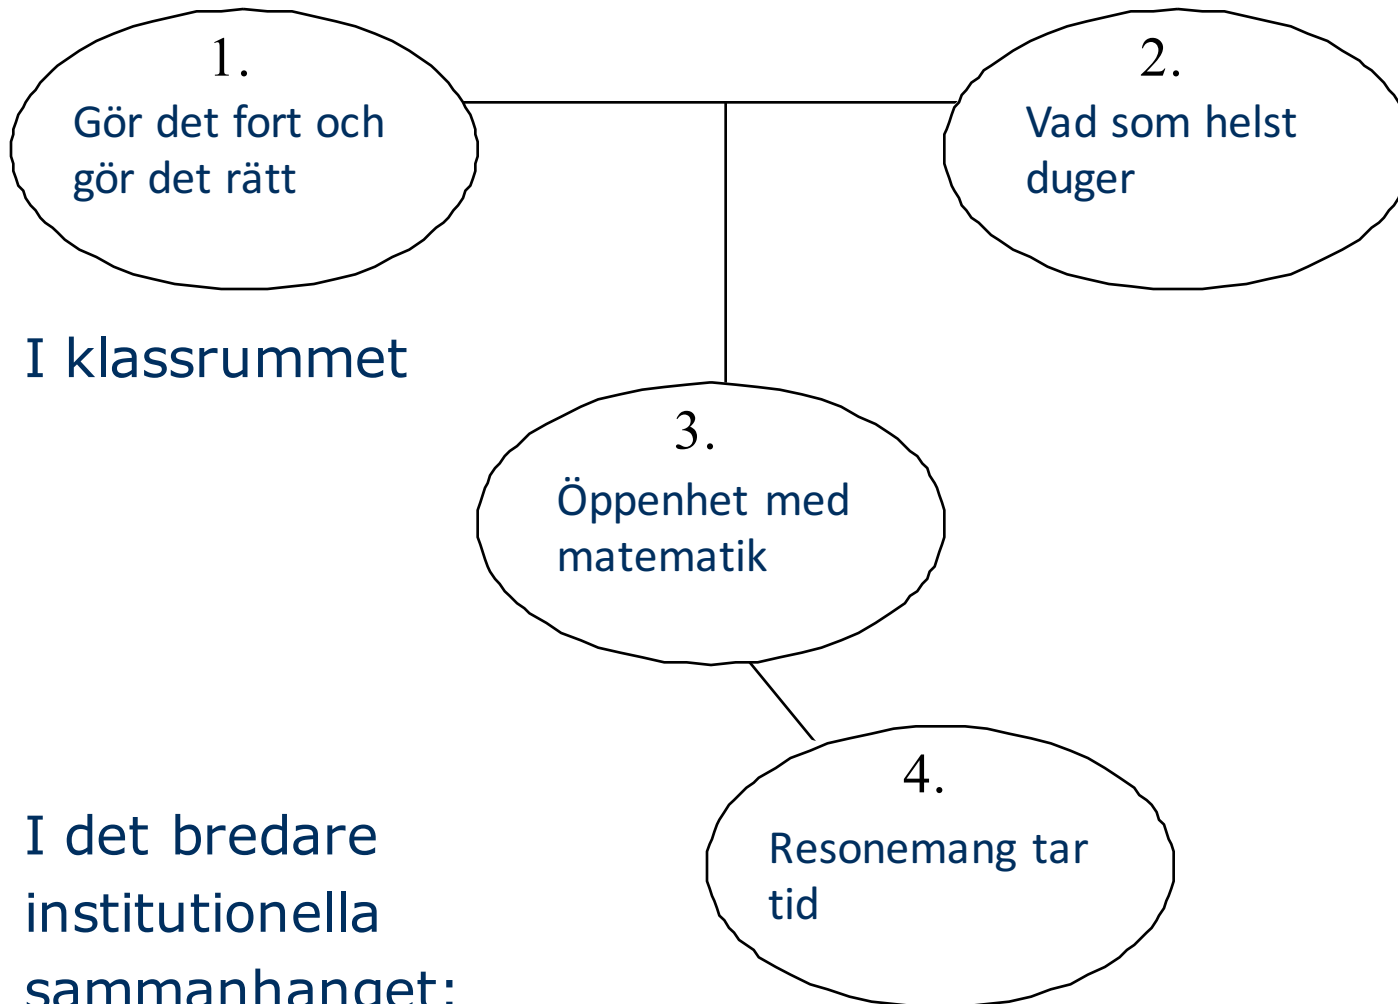 1.
Gör det fort och
gör det rätt
2.
Vad som helst
duger
I klassrummet
3.
Öppenhet med
matematik
4.
Resonemang tar
tid
I det bredare
institutionella
sammanhanget: